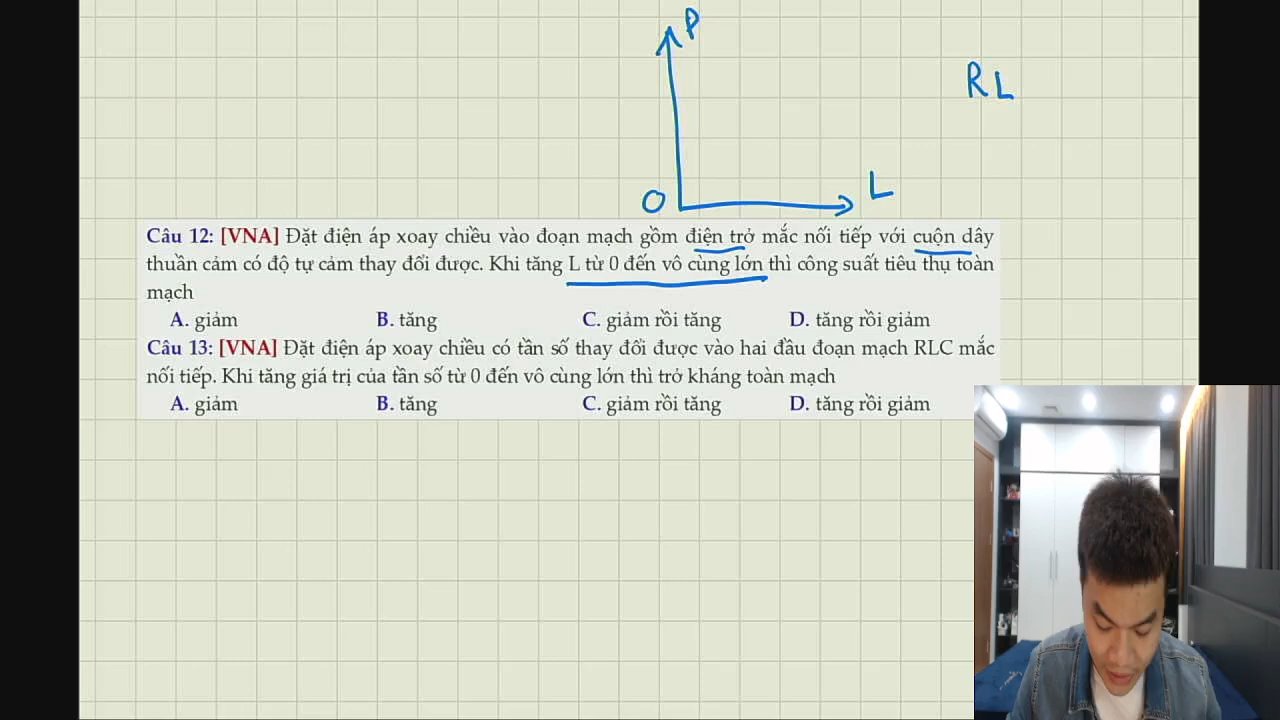 P
R L
L
O
Câu 12: [VNA] Đặt điện áp xoay chiều vào đoạn mạch gồm điện trở mắc nối tiếp với cuộn dây
thuần cảm có độ tự cảm thay đổi được. Khi tăng L từ 0 đến vô cùng lớn thì công suất tiêu thụ toàn
mạch
A. giảm B. tăng C. giảm rồi tăng D. tăng rồi giảm
Câu 13: [VNA] Đặt điện áp xoay chiều có tần số thay đổi được vào hai đầu đoạn mạch RLC mắc
nối tiếp. Khi tăng giá trị của tần số từ 0 đến vô cùng lớn thì trở kháng toàn mạch
A. giảm B. tăng C. giảm rồi tăng D. tăng rồi giảm